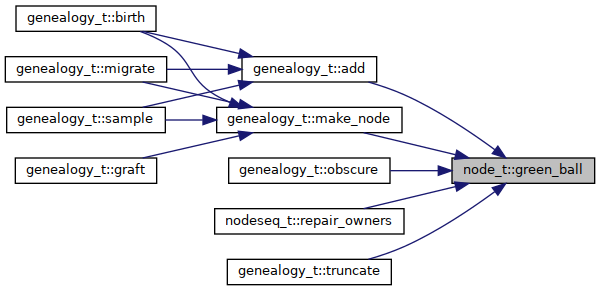 genealogy_t::birth
genealogy_t::migrate
genealogy_t::add
genealogy_t::sample
genealogy_t::make_node
genealogy_t::graft
genealogy_t::obscure
node_t::green_ball
nodeseq_t::repair_owners
genealogy_t::truncate